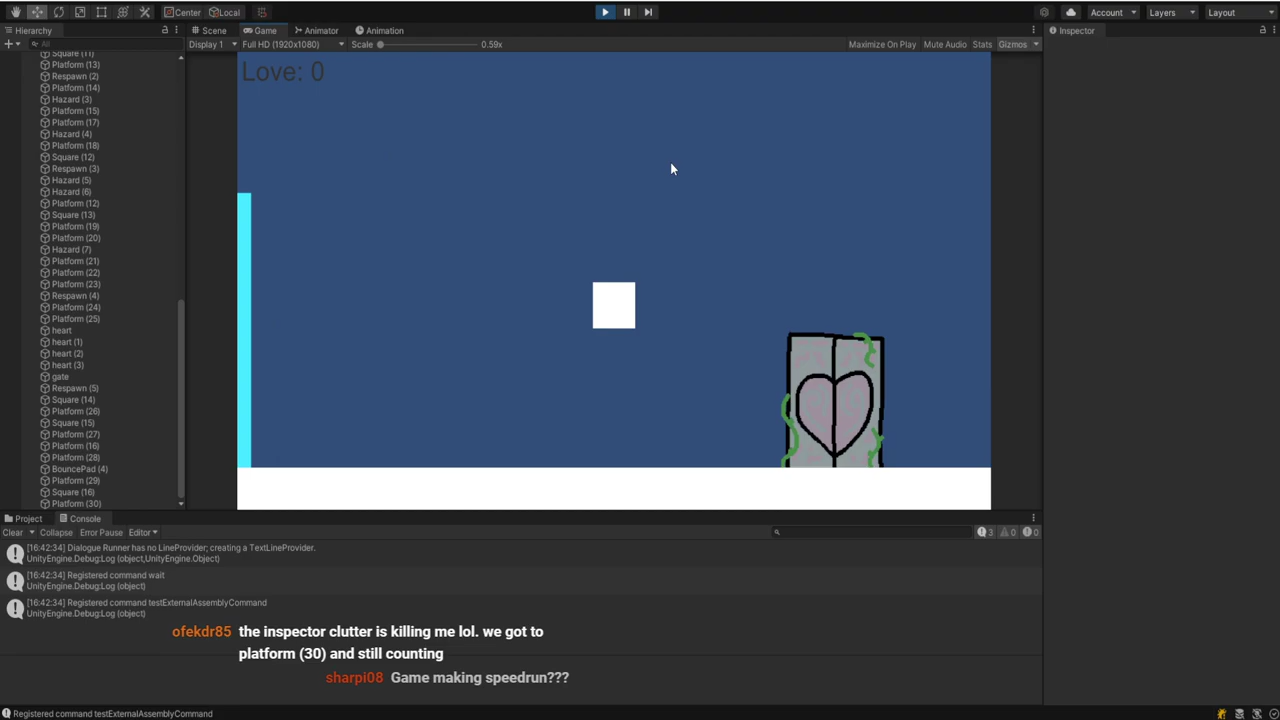 Center
Local
Account
Layers
Layout
Hierarchy
Scene
Game
Animator
Animation
Inspector
All
Display 1
Full HD (1920x1080)
Scale
0.59x
Maximize On Play
Mute Audio
Stats
Gizmos
Square (11)
Platform (13)
Respawn (2)
Platform (14)
Hazard (3)
Platform (15)
Platform (17)
Hazard (4)
Platform (18)
Square (12)
Respawn (3)
Hazard (5)
Hazard (6)
Platform (12)
Square (13)
Platform (19)
Platform (20)
Hazard (7)
Platform (21)
Platform (22)
Platform (23)
Respawn (4)
Platform (24)
Platform (25)
heart
heart (1)
heart (2)
heart (3)
gate
Respawn (5)
Square (14)
Platform (26)
Square (15)
Platform (27)
Platform (16)
Platform (28)
BouncePad (4)
Platform (29)
Square (16)
Platform (30)
Love: 0
Project
Console
Clear
Collapse
Error Pause
Editor
3
0
0
[16:42:34] Dialogue Runner has no LineProvider; creating a TextLineProvider.
UnityEngine.Debug:Log (object,UnityEngine.Object)
[16:42:34] Registered command wait
UnityEngine.Debug:Log (object)
[16:42:34] Registered command testExternalAssemblyCommand
UnityEngine.Debug:Log (object)
ofekdr85 the inspector clutter is killing me lol. we got to
platform (30) and still counting
sharpi08 Game making speedrun???
Registered command testExternalAssemblyCommand